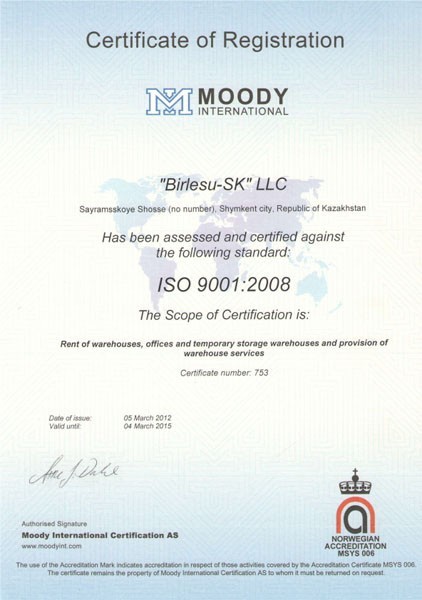 Certificate of Registration
MOODY
INTERNATIONAL
"Birlesu-SK" LLC
Sayramsskoye Shosse (no number), Shymkent city, Republic of Kazakhstan
Has been assessed and certified against
the following standard:
ISO 9001:2008
The Scope of Certification is:
Rent of warehouses, offices and temporary storage warehouses and provision of
warehouse services
Certificate number: 753
Date of issue: 05 March 2012
Valid until: 04 March 2015
Authorised Signature
Moody International Certification AS
www.moodyint.com
NORWEGIAN
ACCREDITATION
MSYS 006
The use of the Accreditation Mark indicates accreditation in respect of those activities covered by the Accreditation Certificate MSYS 006.
The certificate remains the property of Moody International Certification AS to whom it must be returned on request.